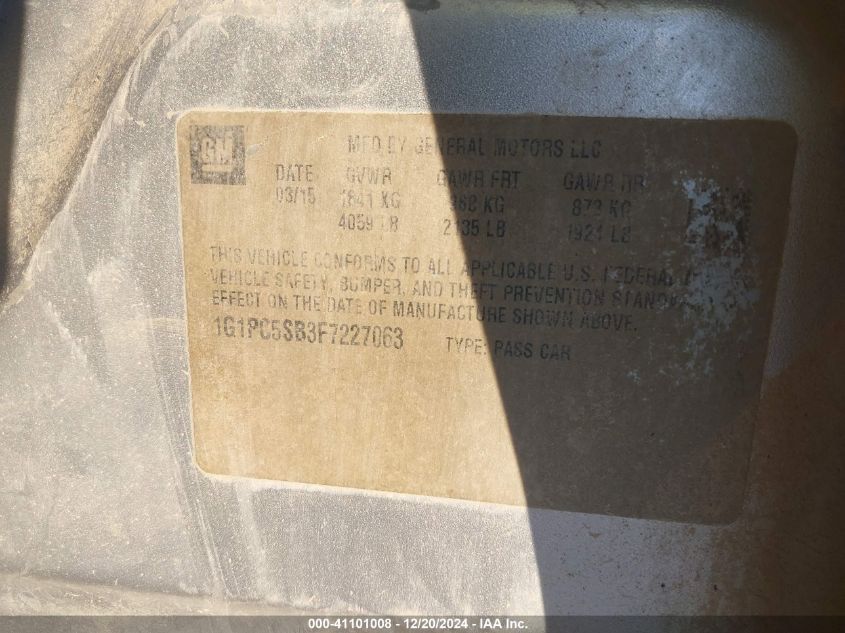 GM
MFD BY GENERAL MOTORS LLC
DATE GVWR GAWR FRT GAWR RR
03/15 1841 KG 968 KG 873 KG
4059 LB 2135 LB 1924 LB
THIS VEHICLE CONFORMS TO ALL APPLICABLE U.S. FEDERAL
VEHICLE SAFETY, BUMPER, AND THEFT PREVENTION STANDA
EFFECT ON THE DATE OF MANUFACTURE SHOWN ABOVE.
1G1PC5SB3F7227063 TYPE: PASS CAR
000-41101008 - 12/20/2024 - IAA Inc.